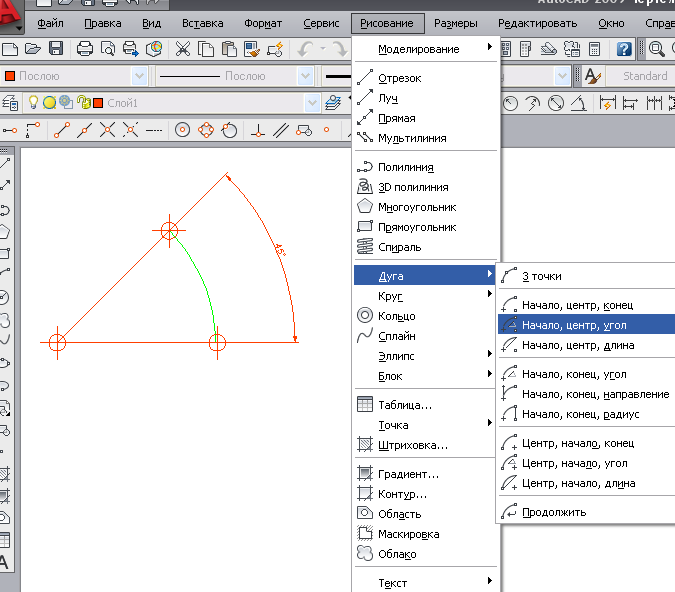 Файл Правка Вид Вставка Формат Сервис Рисование Размеры Редактировать Окно
Моделирование
Послою Послою Standard
Отрезок
Слой1
Луч
Прямая
Мультилиния
Полилиния
3D полилиния
Многоугольник
Прямоугольник
Спираль
45°
Дуга
3 точки
Круг
Начало, центр, конец
Кольцо
Начало, центр, угол
Сплайн
Начало, центр, длина
Эллипс
Блок
Начало, конец, угол
Начало, конец, направление
Таблица...
Начало, конец, радиус
Точка
Штриховка...
Центр, начало, конец
Центр, начало, угол
Градиент...
Центр, начало, длина
Контур...
Область
Продолжить
Маскировка
Облако
Текст